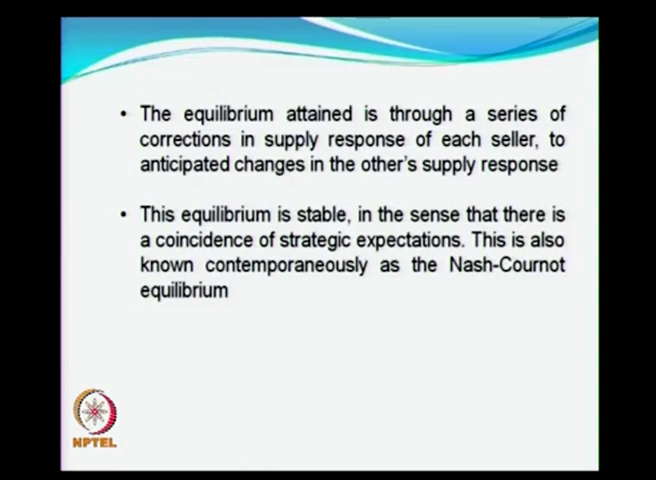 • The equilibrium attained is through a series of
corrections in supply response of each seller, to
anticipated changes in the other's supply response
• This equilibrium is stable, in the sense that there is
a coincidence of strategic expectations. This is also
known contemporaneously as the Nash-Cournot
equilibrium
NPTEL